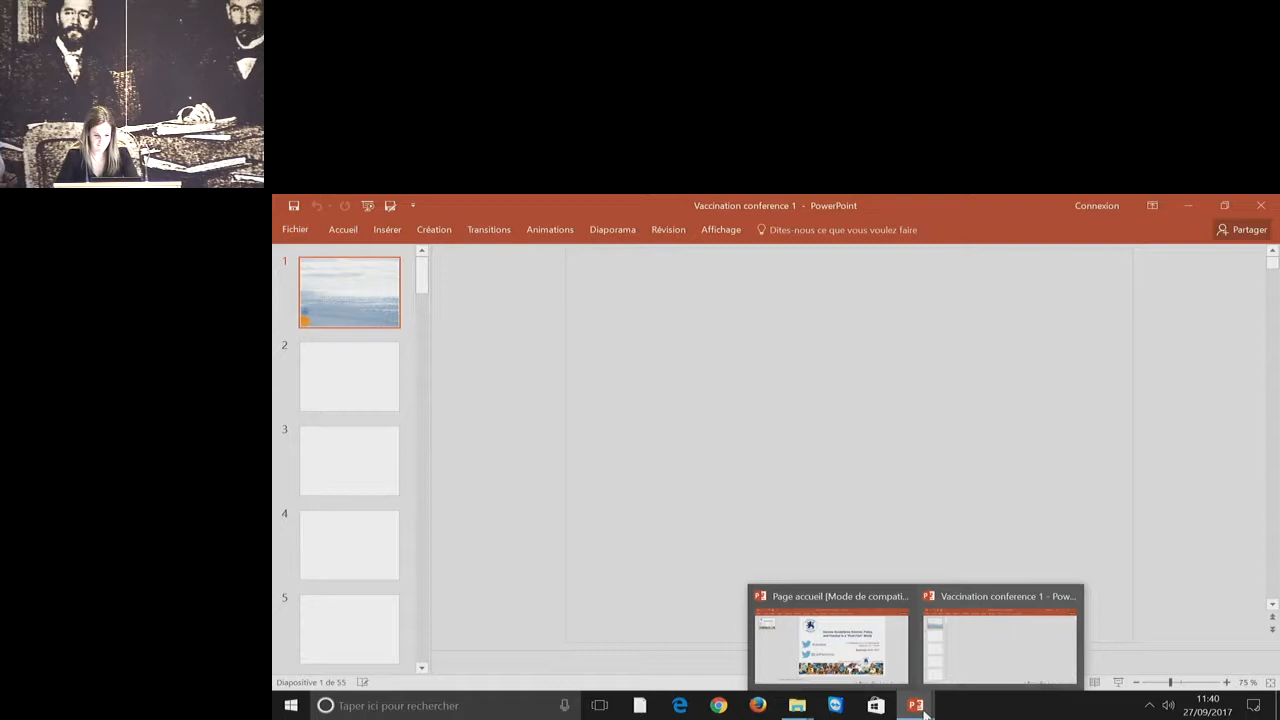 Vaccination conference 1 - PowerPoint
Connexion
Fichier Accueil Insérer Création Transitions Animations Diaporama Révision Affichage Dites-nous ce que vous voulez faire Partager
1
2
3
4
5
Page accueil [Mode de compati...
Vaccination conference 1 - Pow...
Diapositive 1 de 55
75 %
Taper ici pour rechercher
11:40
27/09/2017